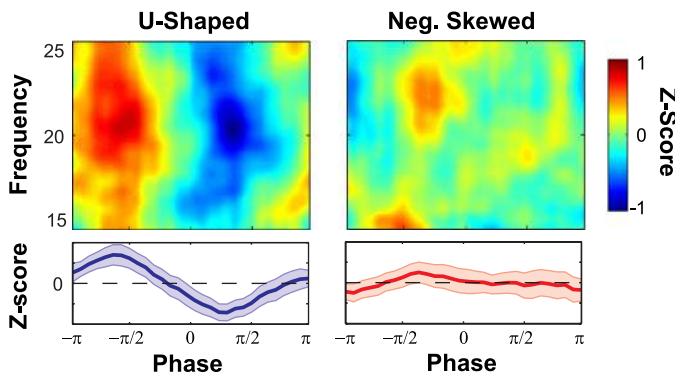 U-Shaped
Neg. Skewed
Frequency
25
20
15
1
0
-1
Z-Score
Z-score
0
−π −π/2 0 π/2 π
−π −π/2 0 π/2 π
Phase
Phase